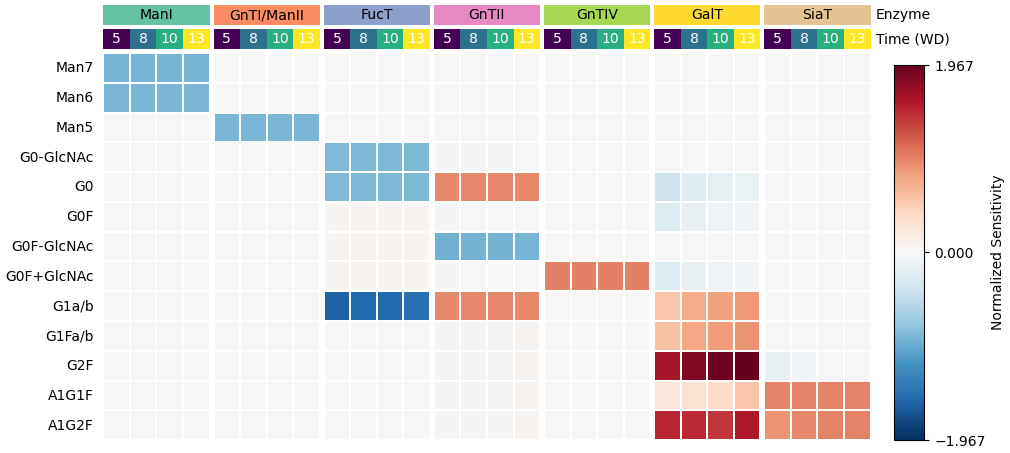 ManI GnTI/ManII FucT GnTII GnTIV GalT SiaT Enzyme
5 8 10 13 5 8 10 13 5 8 10 13 5 8 10 13 5 8 10 13 5 8 10 13 5 8 10 13 Time (WD)
Man7
Man6
Man5
G0-GlcNAc
G0
G0F
G0F-GlcNAc
G0F+GlcNAc
G1a/b
G1Fa/b
G2F
A1G1F
A1G2F
1.967
0.000
−1.967
Normalized Sensitivity